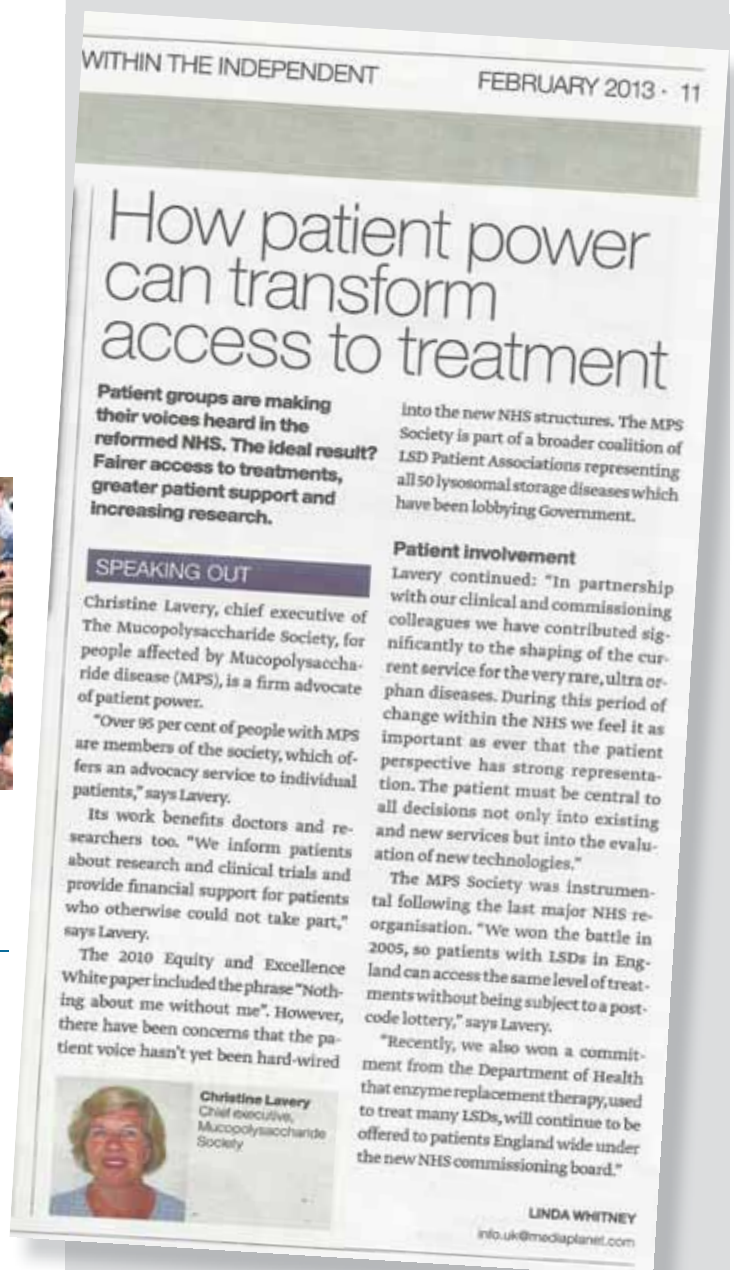 WITHIN THE INDEPENDENT
FEBRUARY 2013 · 11
How patient power
can transform
access to treatment
Patient groups are making
their voices heard in the
reformed NHS. The ideal result?
Fairer access to treatments,
greater patient support and
increasing research.
SPEAKING OUT
Christine Lavery, chief executive of
The Mucopolysaccharide Society, for
people affected by Mucopolysaccha-
ride disease (MPS), is a firm advocate
of patient power.
"Over 95 per cent of people with MPS
are members of the society, which of-
fers an advocacy service to individual
patients," says Lavery.
Its work benefits doctors and re-
searchers too. "We inform patients
about research and clinical trials and
provide financial support for patients
who otherwise could not take part,"
says Lavery.
The 2010 Equity and Excellence
White paper included the phrase "Noth-
ing about me without me". However,
there have been concerns that the pa-
tient voice hasn't yet been hard-wired
Christine Lavery
Chief executive,
Mucopolysaccharide
Society
into the new NHS structures. The MPS
Society is part of a broader coalition of
LSD Patient Associations representing
all 50 lysosomal storage diseases which
have been lobbying Government.
Patient involvement
Lavery continued: "In partnership
with our clinical and commissioning
colleagues we have contributed sig-
nificantly to the shaping of the cur-
rent service for the very rare, ultra or-
phan diseases. During this period of
change within the NHS we feel it as
important as ever that the patient
perspective has strong representa-
tion. The patient must be central to
all decisions not only into existing
and new services but into the evalu-
ation of new technologies."
The MPS Society was instrumen-
tal following the last major NHS re-
organisation. "We won the battle in
2005, so patients with LSDs in Eng-
land can access the same level of treat-
ments without being subject to a post-
code lottery," says Lavery.
"Recently, we also won a commit-
ment from the Department of Health
that enzyme replacement therapy, used
to treat many LSDs, will continue to be
offered to patients England wide under
the new NHS commissioning board."
LINDA WHITNEY
info.uk@mediaplanet.com